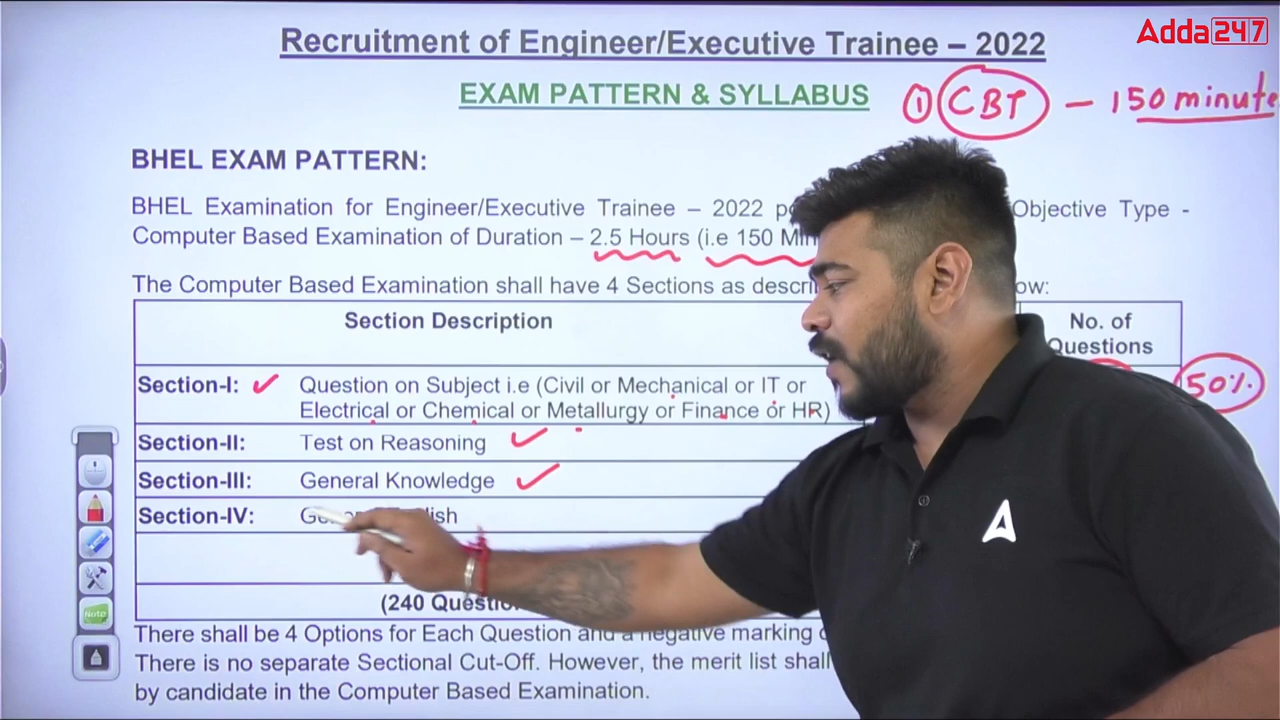 Adda247
Recruitment of Engineer/Executive Trainee – 2022
EXAM PATTERN & SYLLABUS
① CBT – 150 minute
BHEL EXAM PATTERN:
BHEL Examination for Engineer/Executive Trainee – 2022 Objective Type -
Computer Based Examination of Duration – 2.5 Hours (i.e 150
The Computer Based Examination shall have 4 Sections as
Section Description
No. of
Questions
Section-I: Question on Subject i.e (Civil or Mechanical or IT or
Electrical or Chemical or Metallurgy or Finance or HR)
50%
Section-II: Test on Reasoning
Section-III: General Knowledge
Section-IV:
(240
There shall be 4 Options for Each Question and a negative marking
There is no separate Sectional Cut-Off. However, the merit list shall
by candidate in the Computer Based Examination.
Note